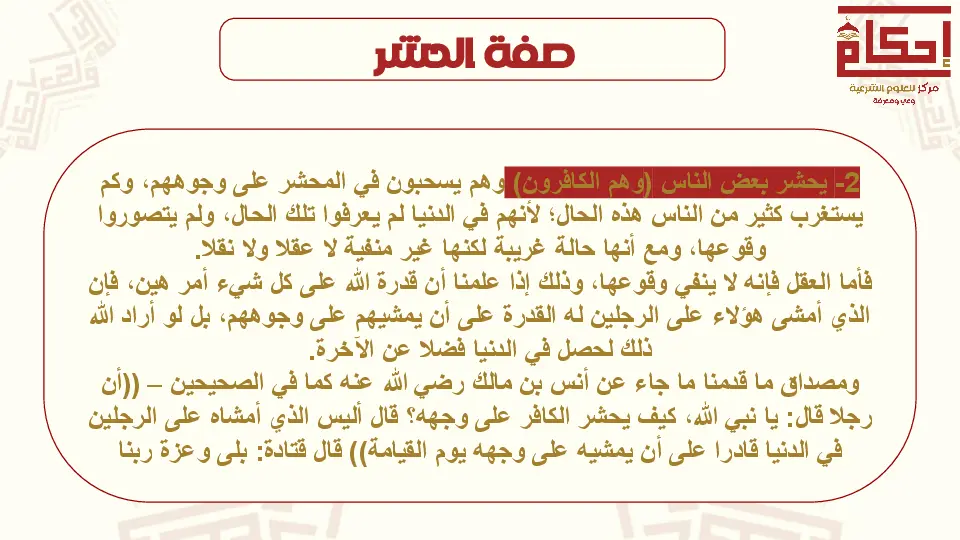 صفة الحشر
إحكام
مركز للعلوم الشرعية
وعي ومعرفة
2- يحشر بعض الناس (وهم الكافرون) وهم يسحبون في المحشر على وجوههم، وكم
يستغرب كثير من الناس هذه الحال؛ لأنهم في الدنيا لم يعرفوا تلك الحال، ولم يتصوروا
وقوعها، ومع أنها حالة غريبة لكنها غير منفية لا عقلا ولا نقلا.
فأما العقل فإنه لا ينفي وقوعها، وذلك إذا علمنا أن قدرة الله على كل شيء أمر هين، فإن
الذي أمشى هؤلاء على الرجلين له القدرة على أن يمشيهم على وجوههم، بل لو أراد الله
ذلك لحصل في الدنيا فضلا عن الآخرة.
ومصداق ما قدمنا ما جاء عن أنس بن مالك رضي الله عنه كما في الصحيحين – ((أن
رجلا قال: يا نبي الله، كيف يحشر الكافر على وجهه؟ قال أليس الذي أمشاه على الرجلين
في الدنيا قادرا على أن يمشيه على وجهه يوم القيامة)) قال قتادة: بلى وعزة ربنا